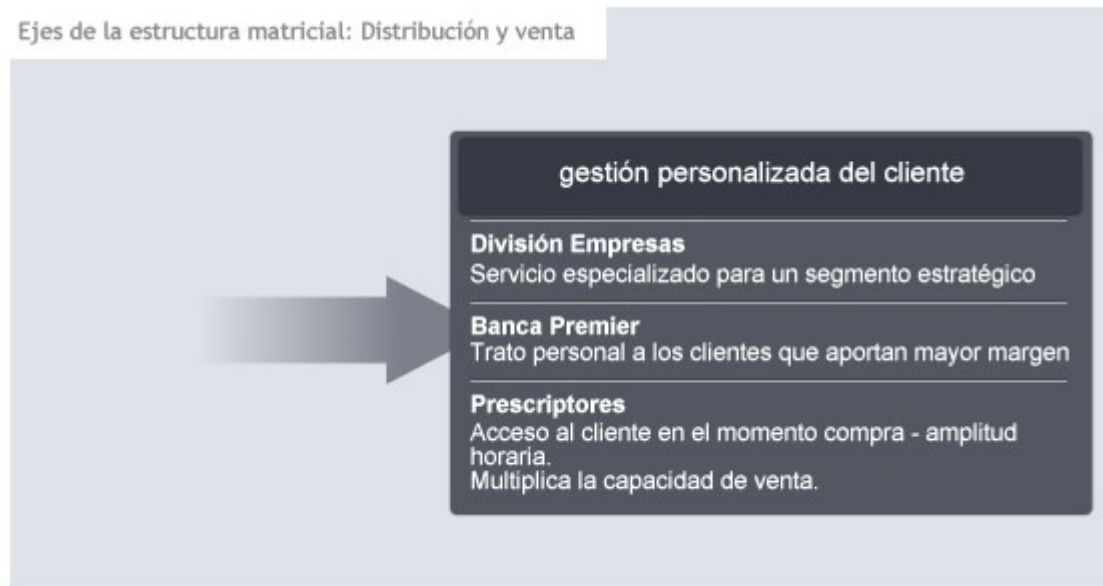 Ejes de la estructura matricial: Distribución y venta
gestión personalizada del cliente
División Empresas
Servicio especializado para un segmento estratégico
Banca Premier
Trato personal a los clientes que aportan mayor margen
Prescriptores
Acceso al cliente en el momento compra - amplitud
horaria.
Multiplica la capacidad de venta.